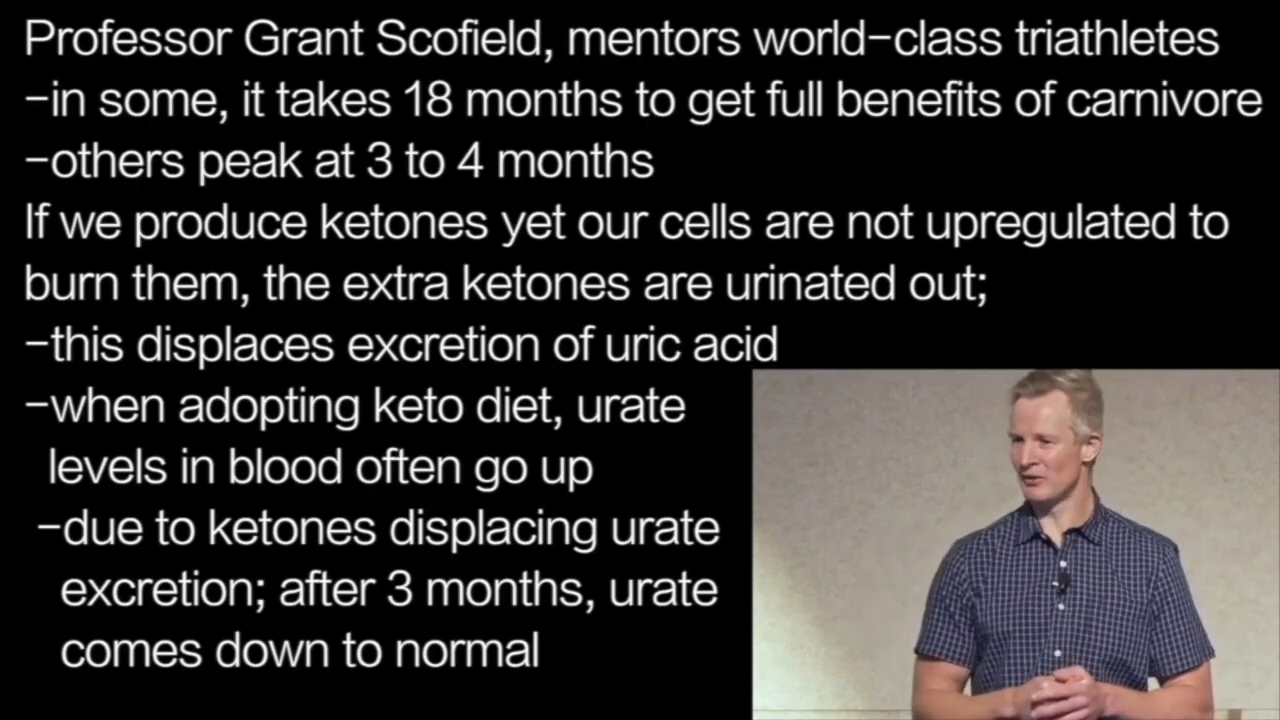 Professor Grant Scofield, mentors world-class triathletes
-in some, it takes 18 months to get full benefits of carnivore
-others peak at 3 to 4 months
If we produce ketones yet our cells are not upregulated to
burn them, the extra ketones are urinated out;
-this displaces excretion of uric acid
-when adopting keto diet, urate
levels in blood often go up
-due to ketones displacing urate
excretion; after 3 months, urate
comes down to normal